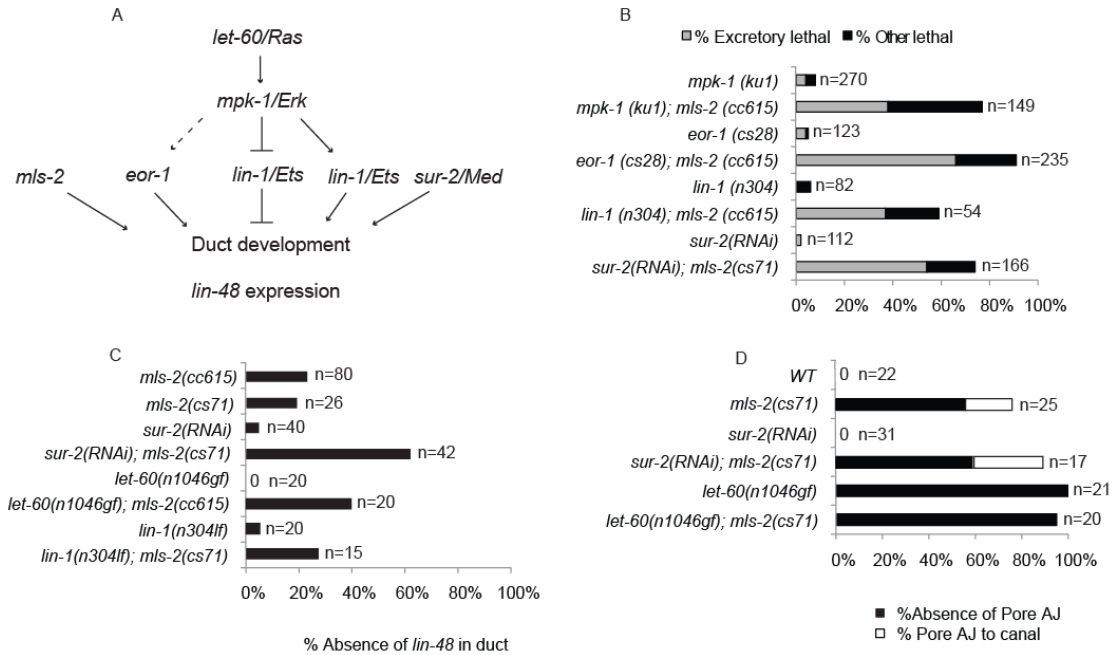 A
let-60/Ras
mpk-1/Erk
mls-2 eor-1 lin-1/Ets lin-1/Ets sur-2/Med
Duct development
lin-48 expression
B
% Excretory lethal % Other lethal
mpk-1 (ku1) n=270
mpk-1 (ku1); mls-2 (cc615) n=149
eor-1 (cs28) n=123
eor-1 (cs28); mls-2 (cc615) n=235
lin-1 (n304) n=82
lin-1 (n304); mls-2 (cc615) n=54
sur-2(RNAi) n=112
sur-2(RNAi); mls-2(cs71) n=166
0% 20% 40% 60% 80% 100%
C
mls-2(cc615) n=80
mls-2(cs71) n=26
sur-2(RNAi) n=40
sur-2(RNAi); mls-2(cs71) n=42
let-60(n1046gf) 0 n=20
let-60(n1046gf); mls-2(cc615) n=20
lin-1(n304lf) n=20
lin-1(n304lf); mls-2(cs71) n=15
0% 20% 40% 60% 80% 100%
% Absence of lin-48 in duct
D
WT 0 n=22
mls-2(cs71) n=25
sur-2(RNAi) 0 n=31
sur-2(RNAi); mls-2(cs71) n=17
let-60(n1046gf) n=21
let-60(n1046gf); mls-2(cs71) n=20
0% 20% 40% 60% 80% 100%
%Absence of Pore AJ
% Pore AJ to canal